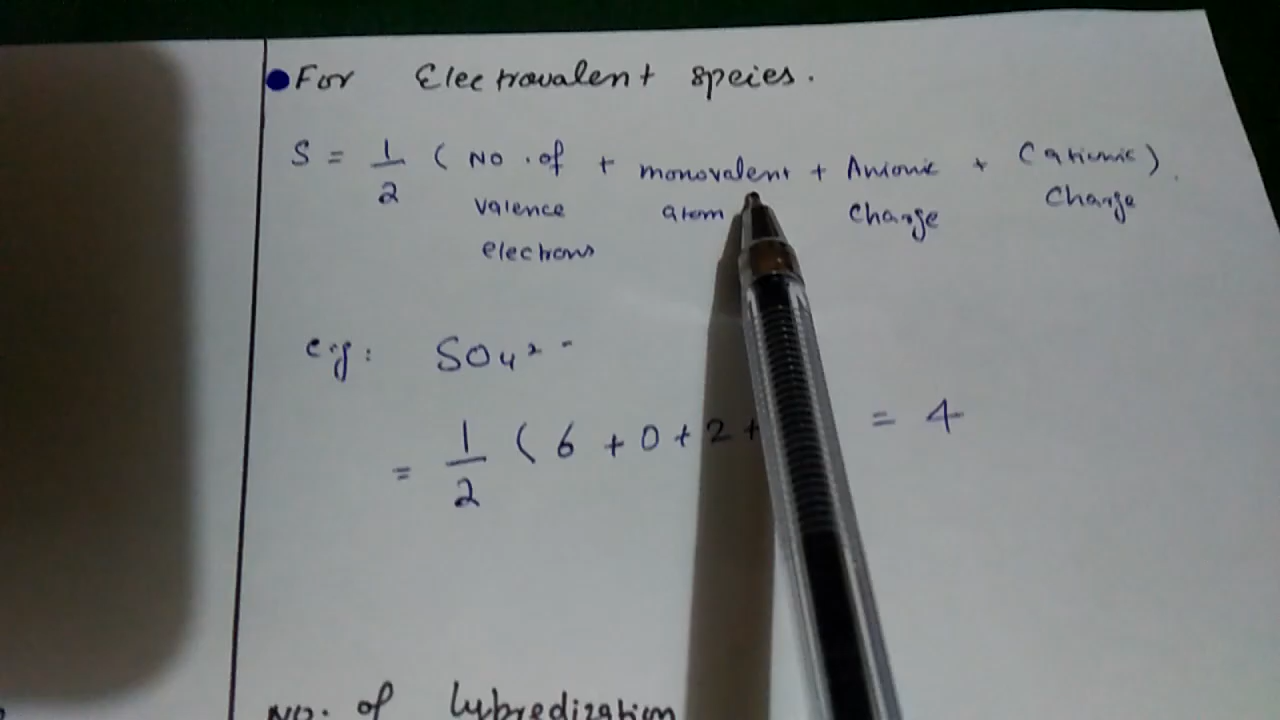 For Electrovalent speies.
S = 1/2 ( No. of + monovalent + Anionic + Cationic)
valence atom charge charge
electrons
e.g: SO4²-
= 1/2 ( 6 + 0 + 2 + = 4
No. of hybredization